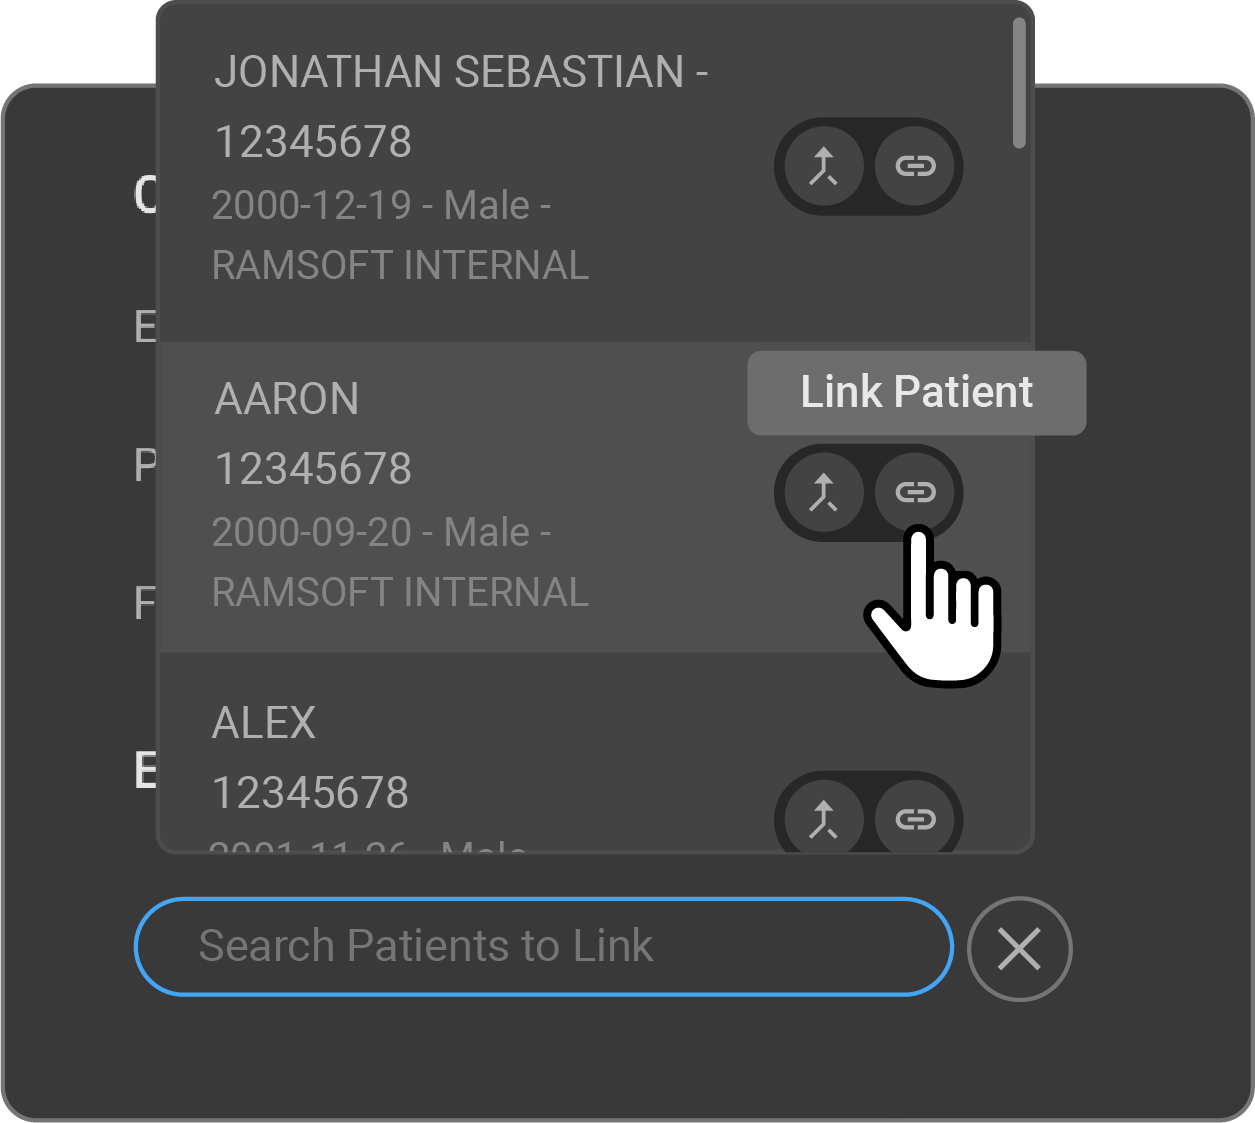 JONATHAN SEBASTIAN -
12345678
2000-12-19 - Male -
RAMSOFT INTERNAL
AARON
12345678
2000-09-20 - Male -
RAMSOFT INTERNAL
Link Patient
ALEX
12345678
Male
Search Patients to Link